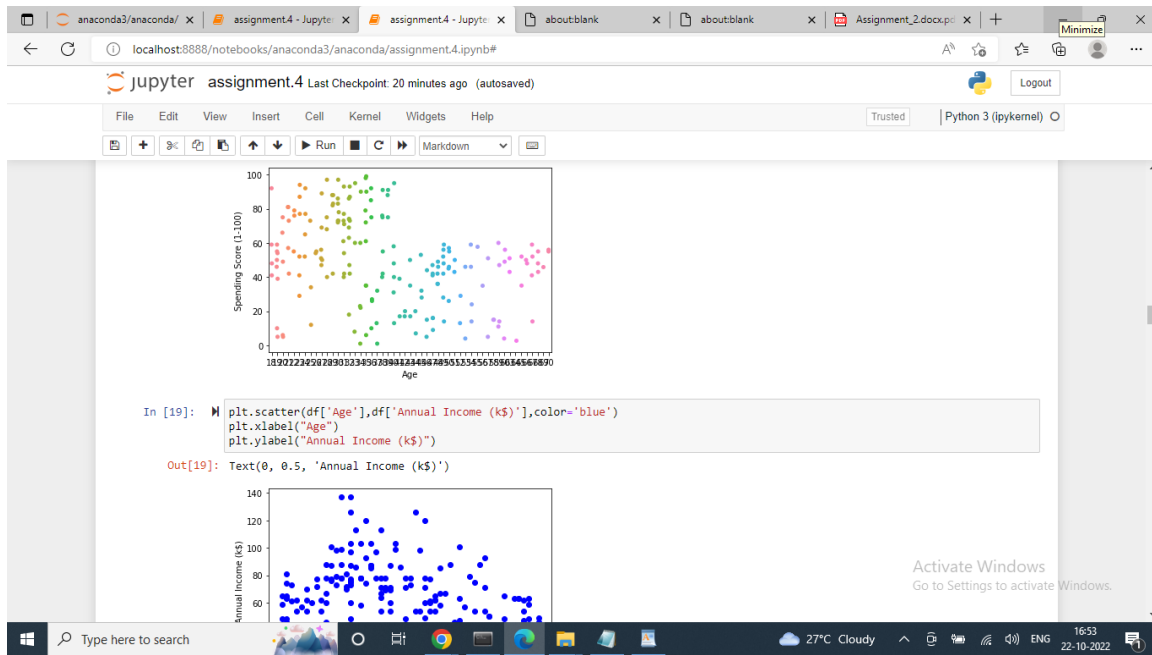 anaconda3/anaconda/
assignment.4 - Jupyte
assignment.4 - Jupyte
about:blank
about:blank
Assignment_2.docx.pd
Minimize
localhost:8888/notebooks/anaconda3/anaconda/assignment.4.ipynb#
jupyter assignment.4 Last Checkpoint: 20 minutes ago (autosaved)
Logout
File Edit View Insert Cell Kernel Widgets Help
Trusted
Python 3 (ipykernel)
Run
Markdown
100
80
60
40
20
0
Spending Score (1-100)
Age
In [19]:
plt.scatter(df['Age'],df['Annual Income (k$)'],color='blue')
plt.xlabel("Age")
plt.ylabel("Annual Income (k$)")
Out[19]: Text(0, 0.5, 'Annual Income (k$)')
140
120
100
80
60
Annual Income (k$)
Activate Windows
Go to Settings to activate Windows.
Type here to search
27°C Cloudy
ENG
16:53
22-10-2022
1